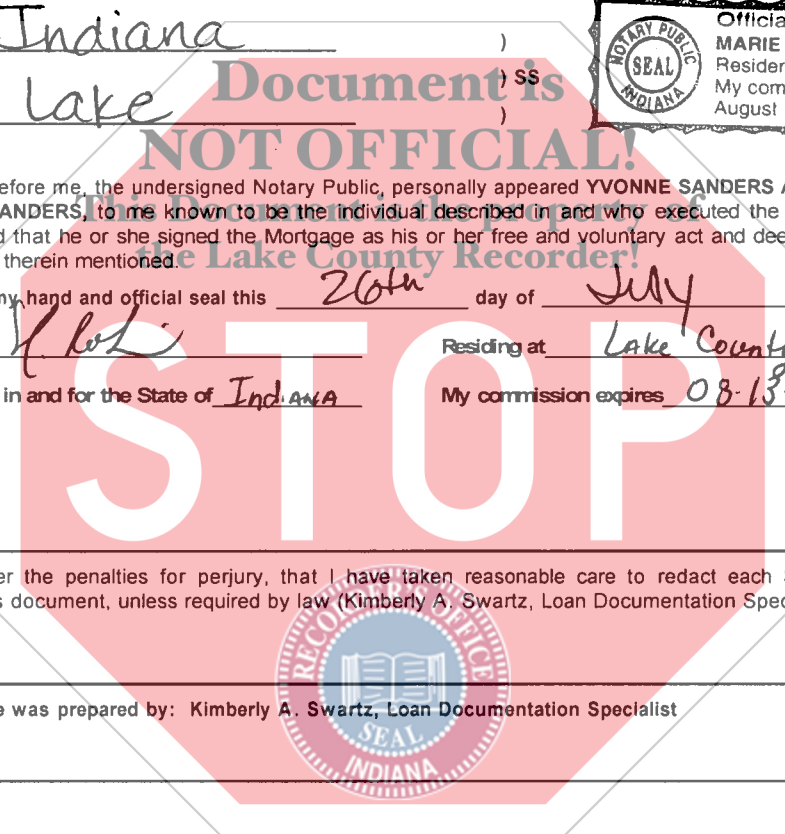 Indiana )
Official
MARIE
Document is
) SS
Residen
Lake )
My com
August
NOTARY PUBLIC
SEAL
INDIANA
NOT OFFICIAL!
efore me, the undersigned Notary Public, personally appeared YVONNE SANDERS A
ANDERS, to me known to be the individual described in and who executed the
This Document is the property of
d that he or she signed the Mortgage as his or her free and voluntary act and dee
therein mentioned.
the Lake County Recorder!
my hand and official seal this 26th day of July
Residing at Lake Count
in and for the State of Indiana My commission expires 08-13-
STOP
er the penalties for perjury, that I have taken reasonable care to redact each S
s document, unless required by law (Kimberly A. Swartz, Loan Documentation Spec
RECORDER'S OFFICE
e was prepared by: Kimberly A. Swartz, Loan Documentation Specialist
SEAL
INDIANA